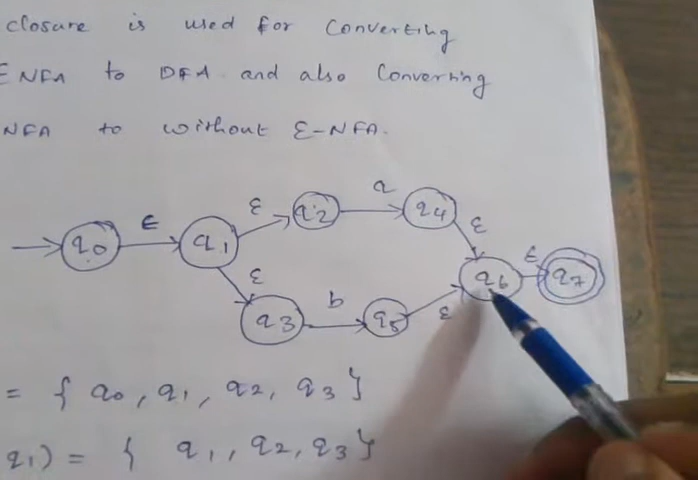 closure is used for converting
ε NFA to DFA and also Converting
NFA to without ε-NFA.
a
ε q2 q4 ε
ε
q0 q1 ε q6 q7
ε b ε
q3 q5
= { q0, q1, q2, q3 }
q1) = { q1, q2, q3 }